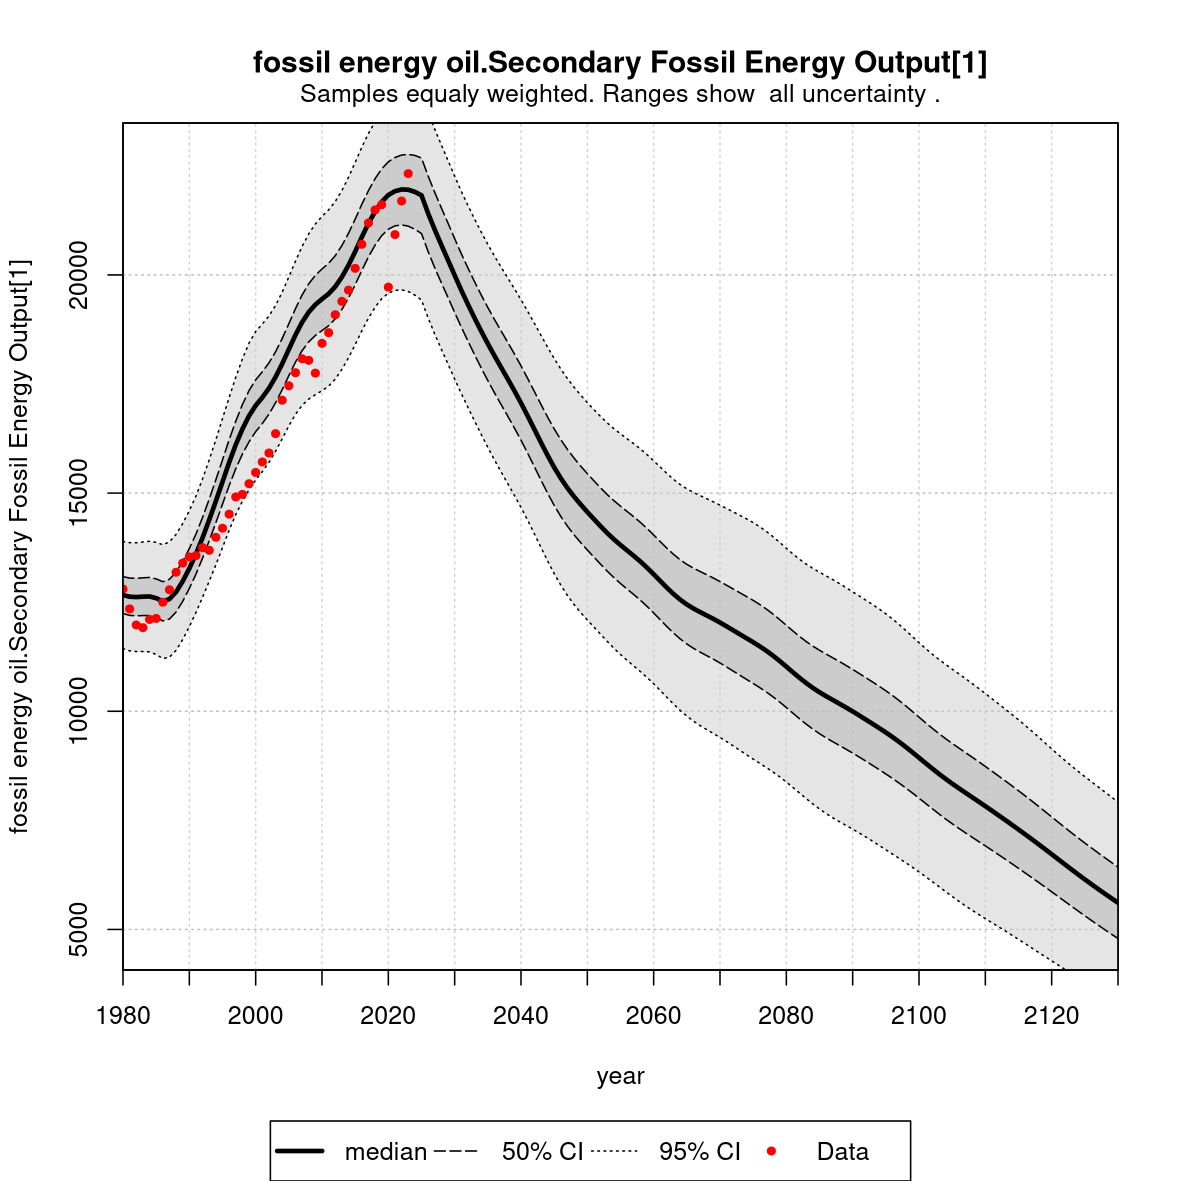 fossil energy oil.Secondary Fossil Energy Output[1]
Samples equaly weighted. Ranges show  all uncertainty .
fossil energy oil.Secondary Fossil Energy Output[1]
20000
15000
10000
5000
1980 2000 2020 2040 2060 2080 2100 2120
year
median 50% CI 95% CI Data